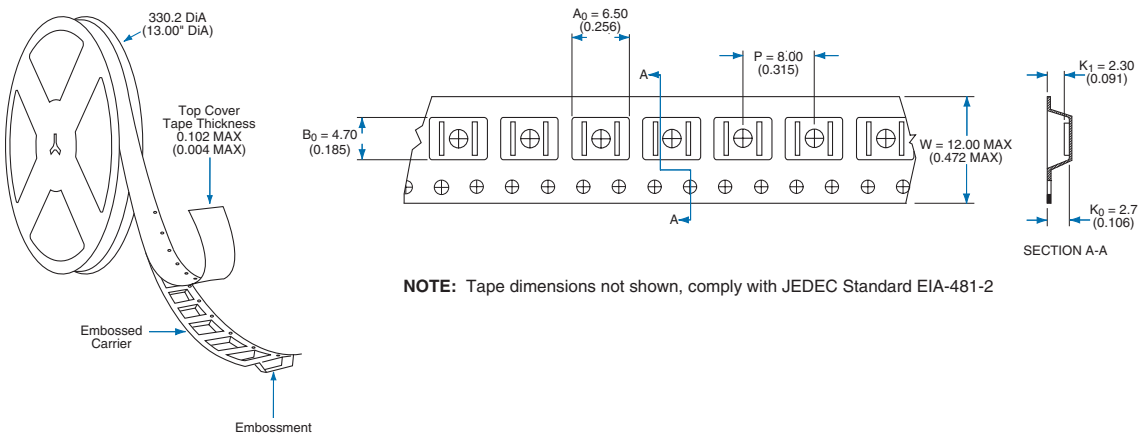 330.2 DiA
(13.00" DiA)
Top Cover
Tape Thickness
0.102 MAX
(0.004 MAX)
Embossed
Carrier
Embossment
A0 = 6.50
(0.256)
P = 8.00
(0.315)
A
B0 = 4.70
(0.185)
W = 12.00 MAX
(0.472 MAX)
A
K1 = 2.30
(0.091)
K0 = 2.7
(0.106)
SECTION A-A
NOTE: Tape dimensions not shown, comply with JEDEC Standard EIA-481-2